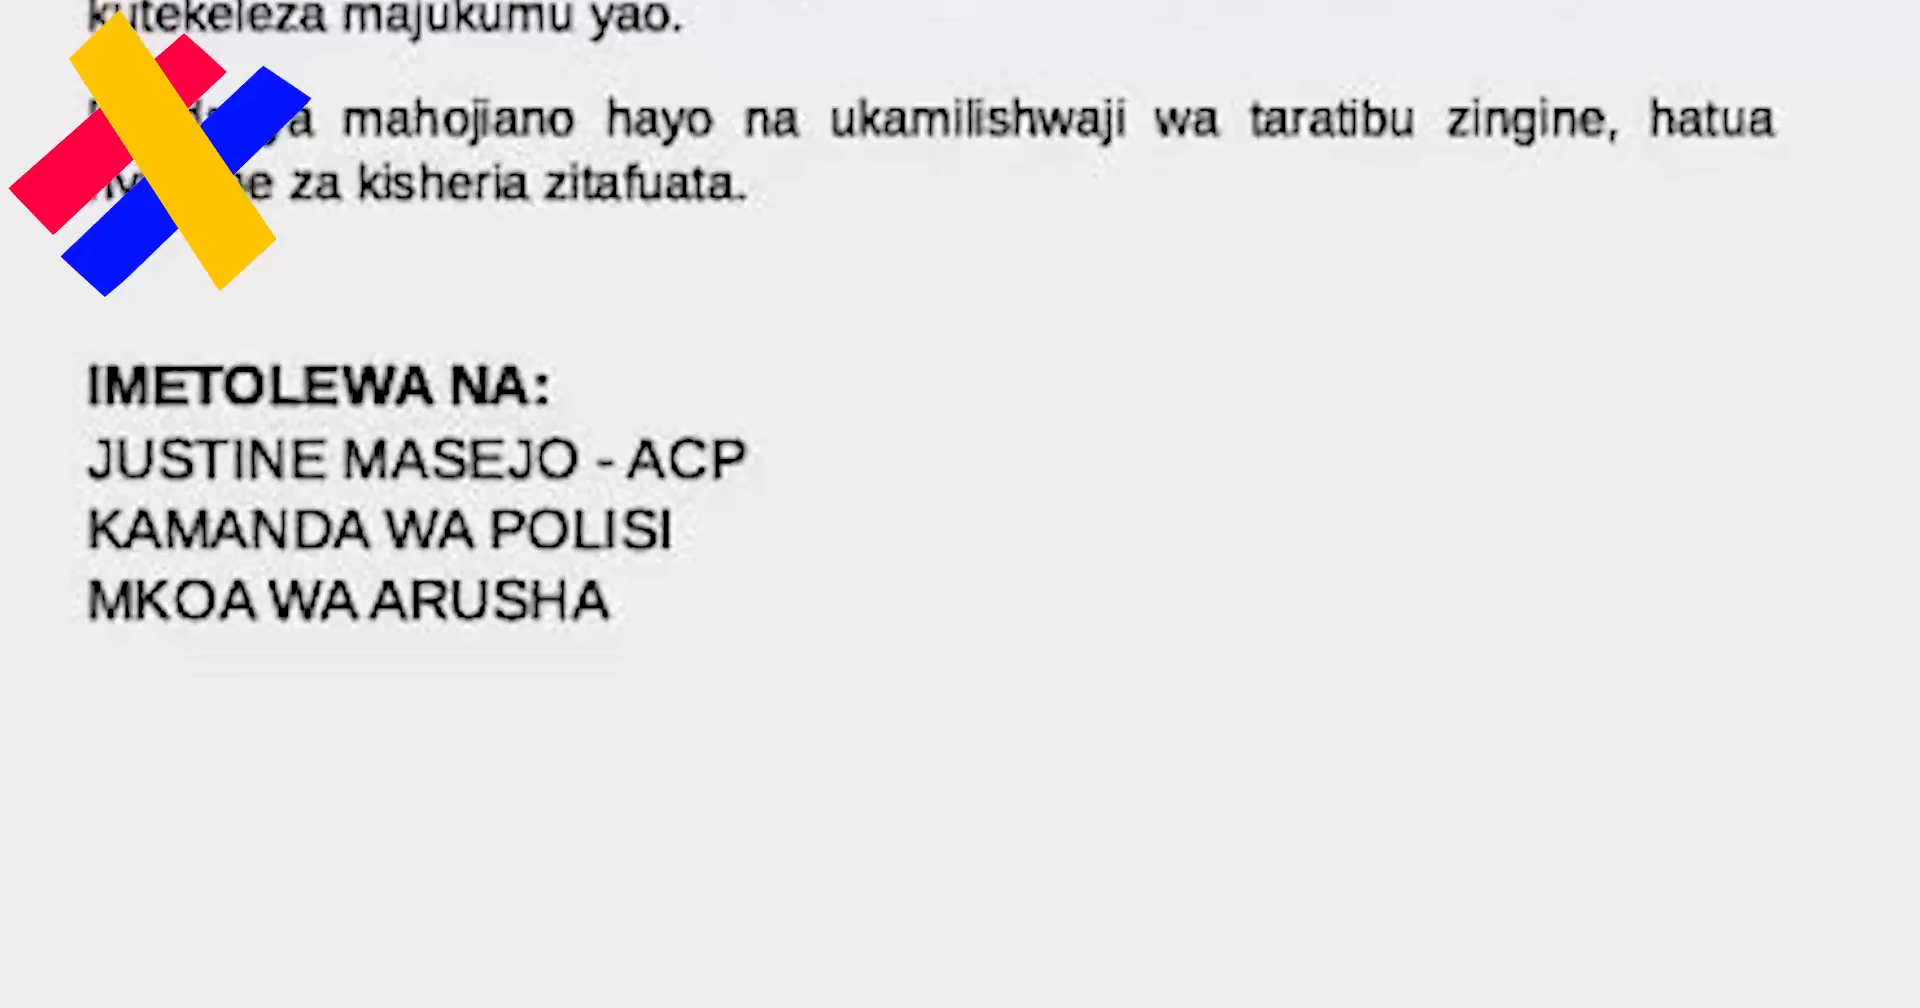 kutekeleza majukumu yao.
mahojiano hayo na ukamilishwaji wa taratibu zingine, hatua
za kisheria zitafuata.
IMETOLEWA NA:
JUSTINE MASEJO - ACP
KAMANDA WA POLISI
MKOA WA ARUSHA